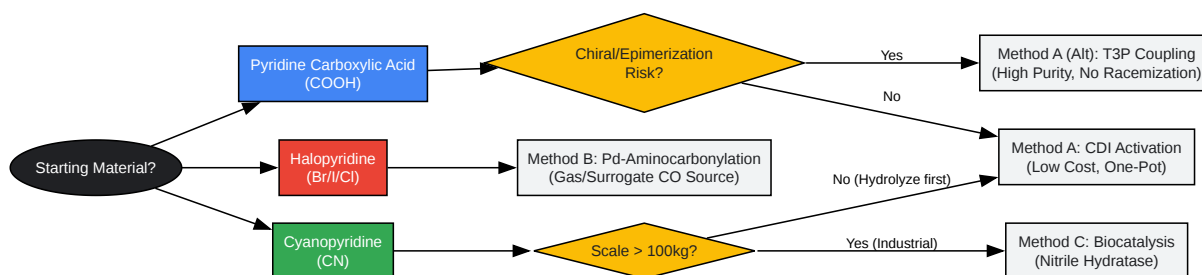 Starting Material?
Pyridine Carboxylic Acid
(COOH)
Chiral/Epimerization
Risk?
Yes
No
Method A (Alt): T3P Coupling
(High Purity, No Racemization)
Halopyridine
(Br/I/Cl)
Method B: Pd-Aminocarbonylation
(Gas/Surrogate CO Source)
Method A: CDI Activation
(Low Cost, One-Pot)
Cyanopyridine
(CN)
Scale > 100kg?
No (Hydrolyze first)
Yes (Industrial)
Method C: Biocatalysis
(Nitrile Hydratase)